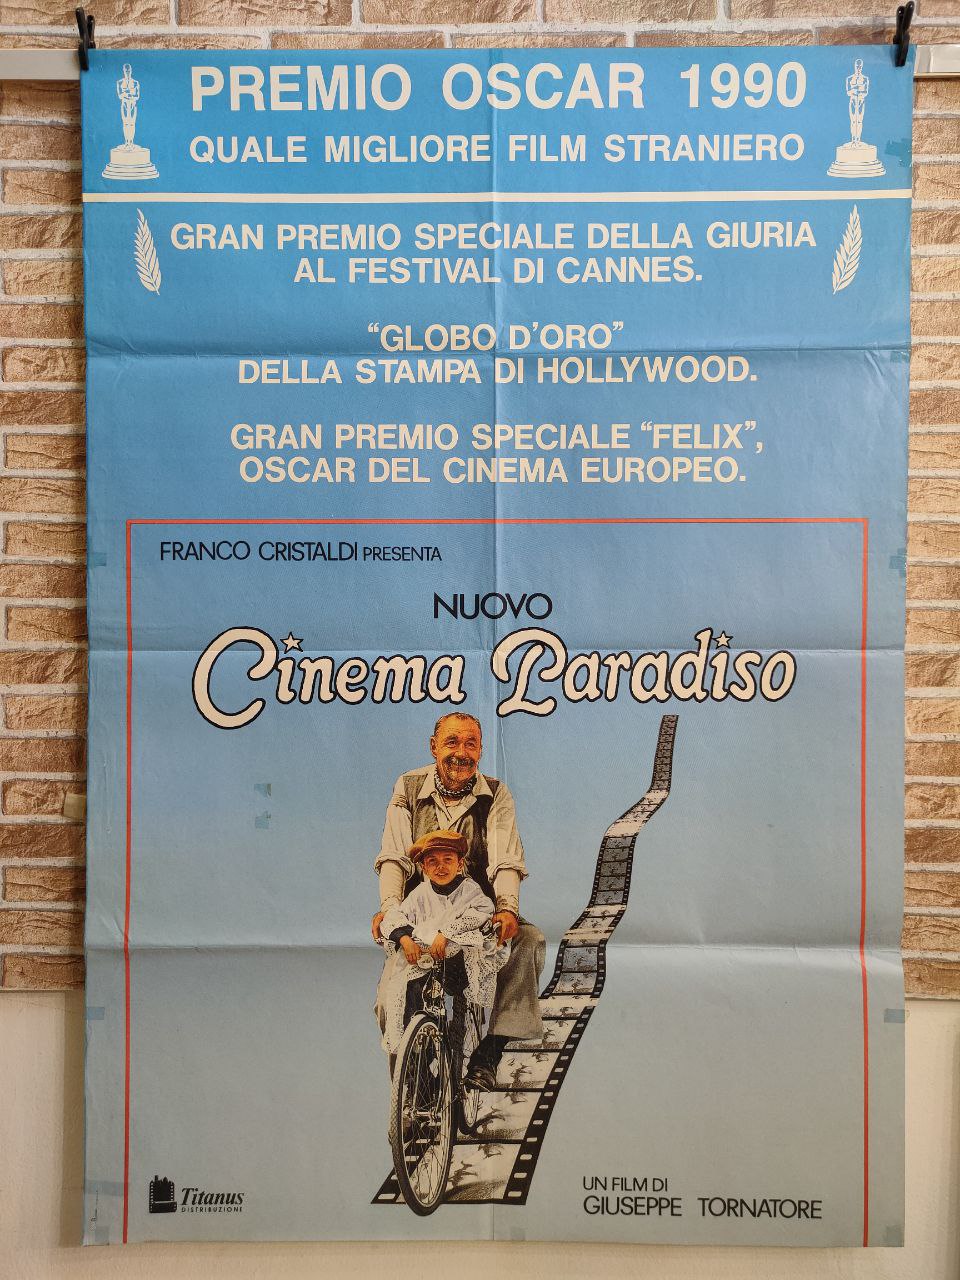 PREMIO OSCAR 1990
QUALE MIGLIORE FILM STRANIERO
GRAN PREMIO SPECIALE DELLA GIURIA
AL FESTIVAL DI CANNES.
“GLOBO D’ORO”
DELLA STAMPA DI HOLLYWOOD.
GRAN PREMIO SPECIALE “FELIX”,
OSCAR DEL CINEMA EUROPEO.
FRANCO CRISTALDI PRESENTA
NUOVO
Cinema Paradiso
Titanus
DISTRIBUZIONE
UN FILM DI
GIUSEPPE TORNATORE